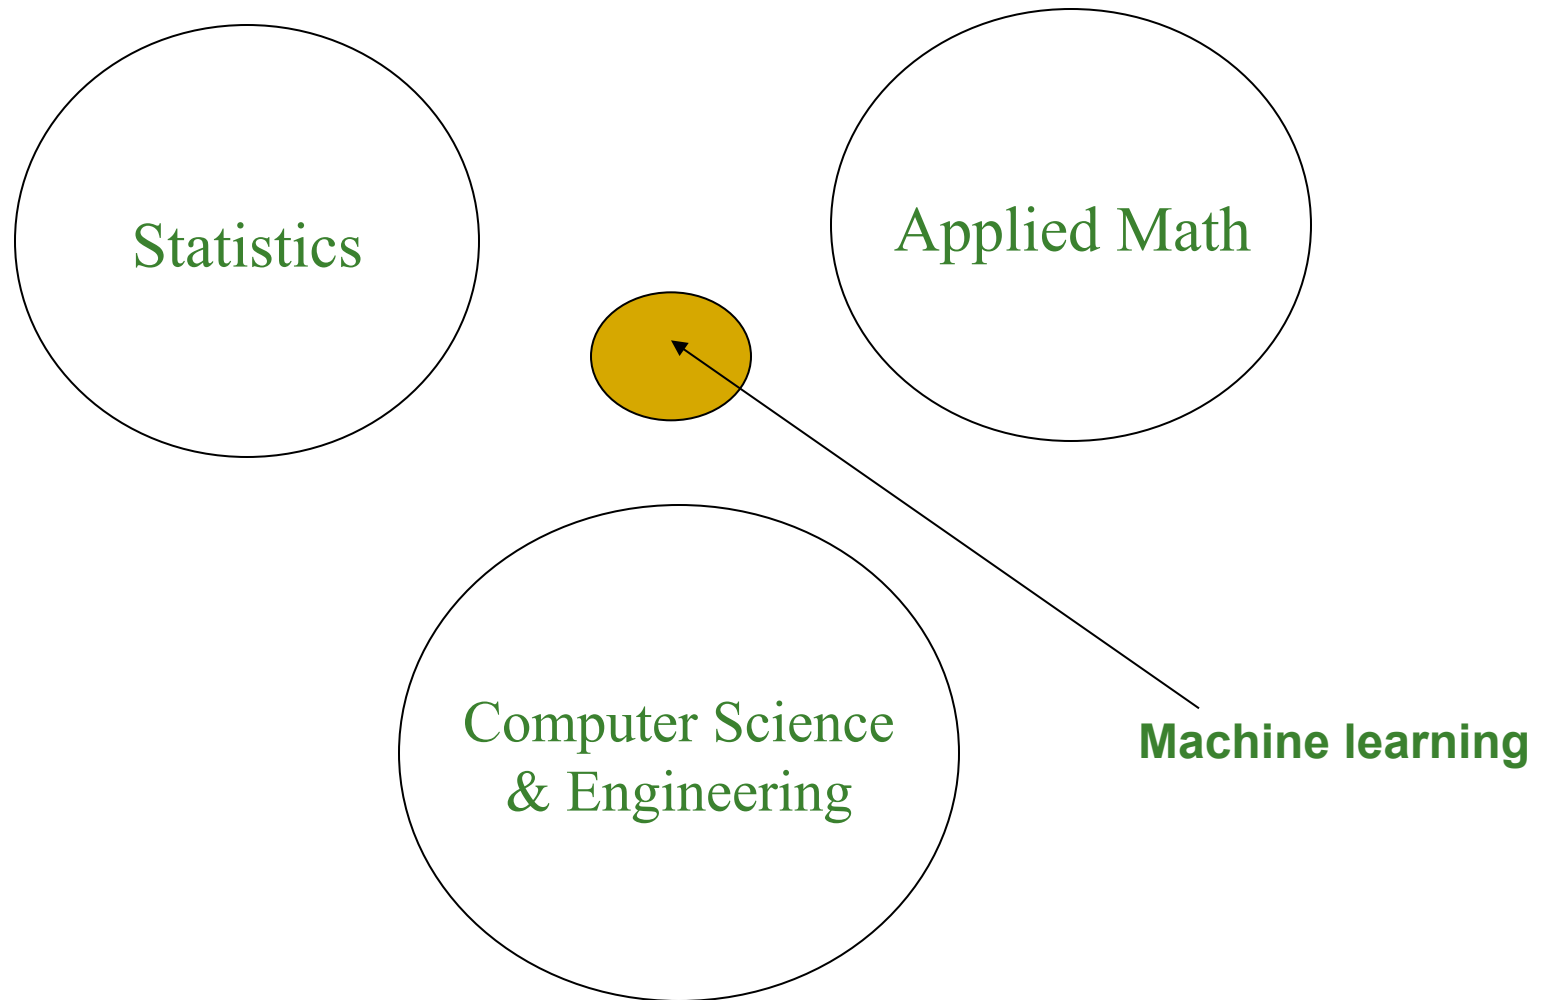 Statistics
Applied Math
Computer Science
& Engineering
Machine learning